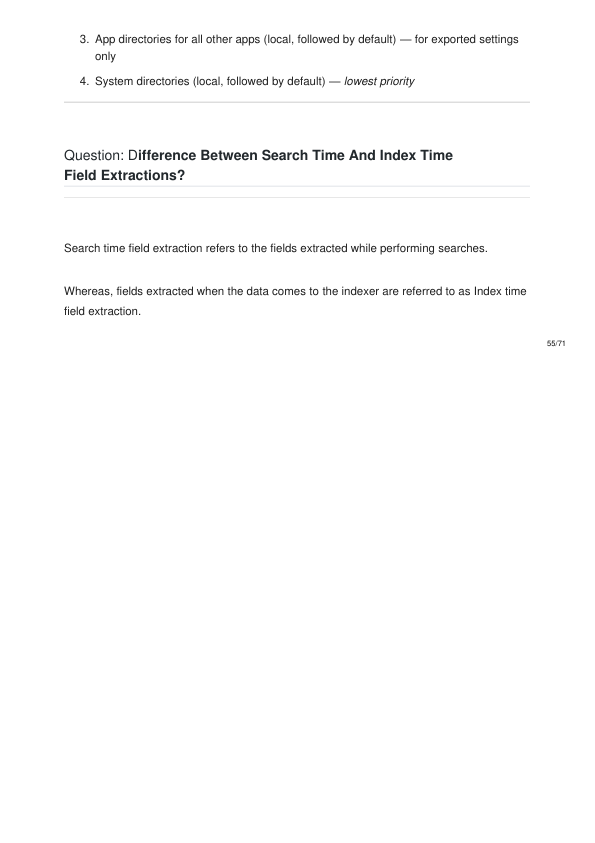 3. App directories for all other apps (local, followed by default) — for exported settings
only
4. System directories (local, followed by default) — lowest priority
Question: Difference Between Search Time And Index Time
Field Extractions?
Search time field extraction refers to the fields extracted while performing searches.
Whereas, fields extracted when the data comes to the indexer are referred to as Index time
field extraction.
55/71